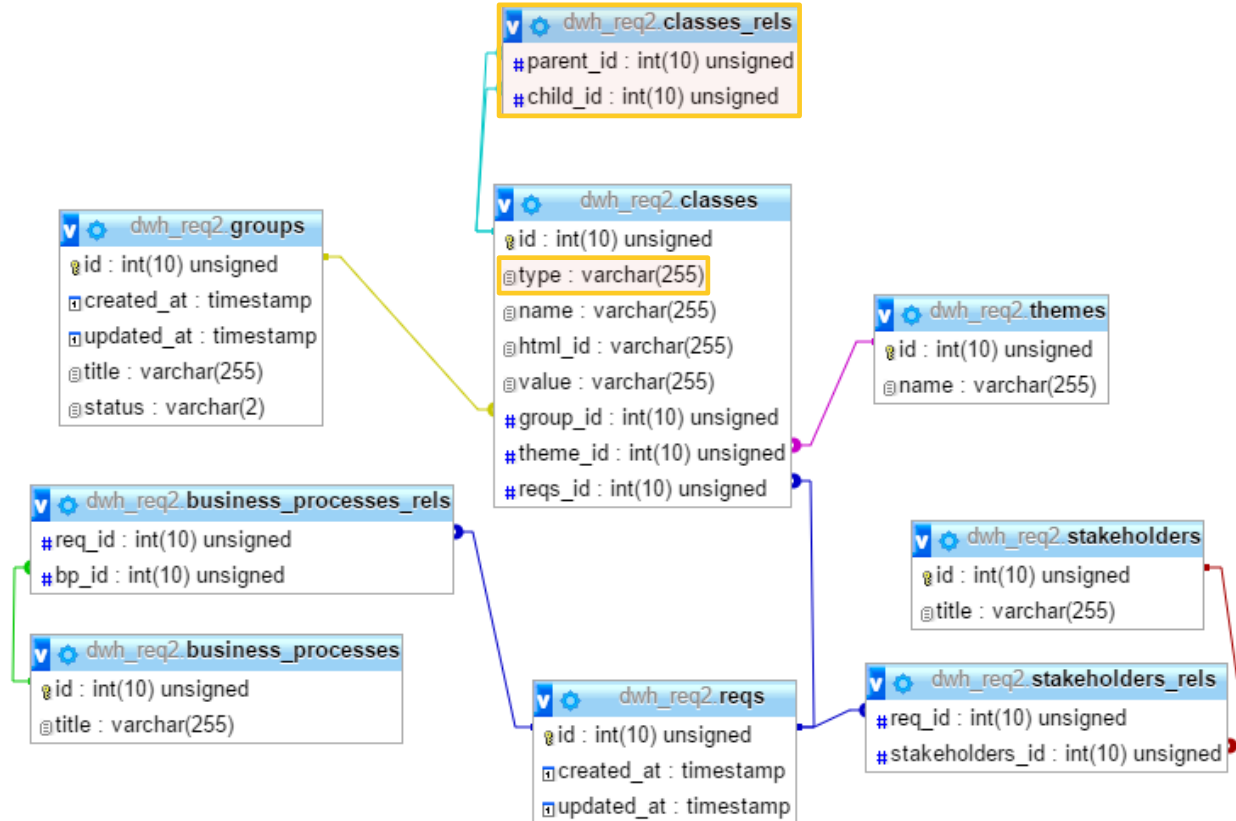 dwh_req2.classes_rels
#parent_id : int(10) unsigned
#child_id : int(10) unsigned
dwh_req2.classes
id : int(10) unsigned
type : varchar(255)
name : varchar(255)
html_id : varchar(255)
value : varchar(255)
#group_id : int(10) unsigned
#theme_id : int(10) unsigned
#reqs_id : int(10) unsigned
dwh_req2.groups
id : int(10) unsigned
created_at : timestamp
updated_at : timestamp
title : varchar(255)
status : varchar(2)
dwh_req2.themes
id : int(10) unsigned
name : varchar(255)
dwh_req2.business_processes_rels
#req_id : int(10) unsigned
#bp_id : int(10) unsigned
dwh_req2.business_processes
id : int(10) unsigned
title : varchar(255)
dwh_req2.stakeholders
id : int(10) unsigned
title : varchar(255)
dwh_req2.reqs
id : int(10) unsigned
created_at : timestamp
updated_at : timestamp
dwh_req2.stakeholders_rels
#req_id : int(10) unsigned
#stakeholders_id : int(10) unsigned